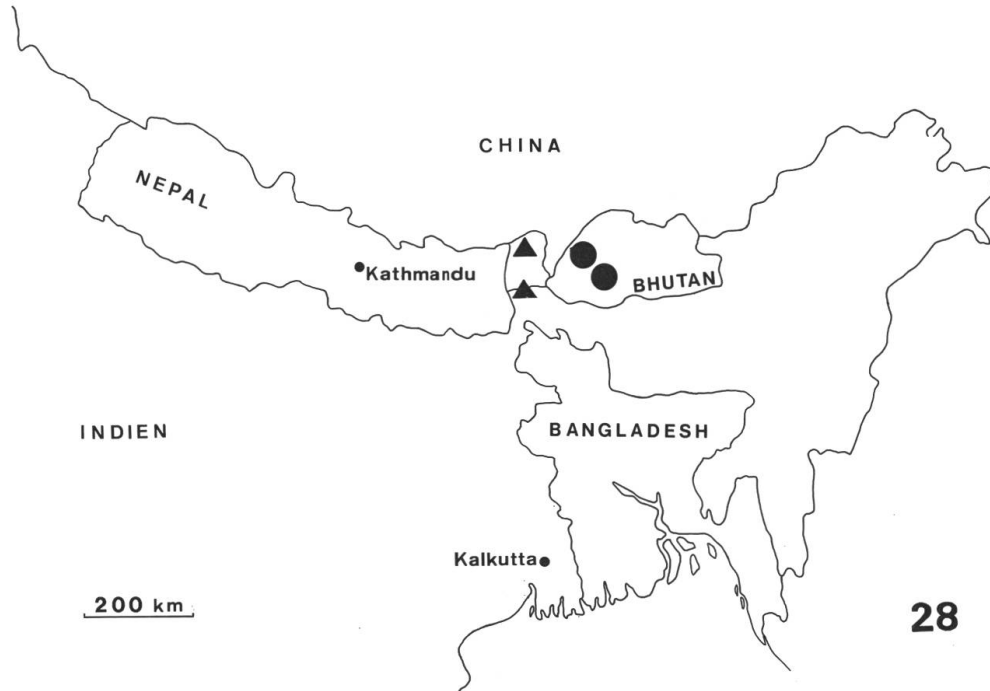 CHINA
NEPAL
Kathmandu
BHUTAN
INDIEN
BANGLADESH
Kalkutta
200 km
28